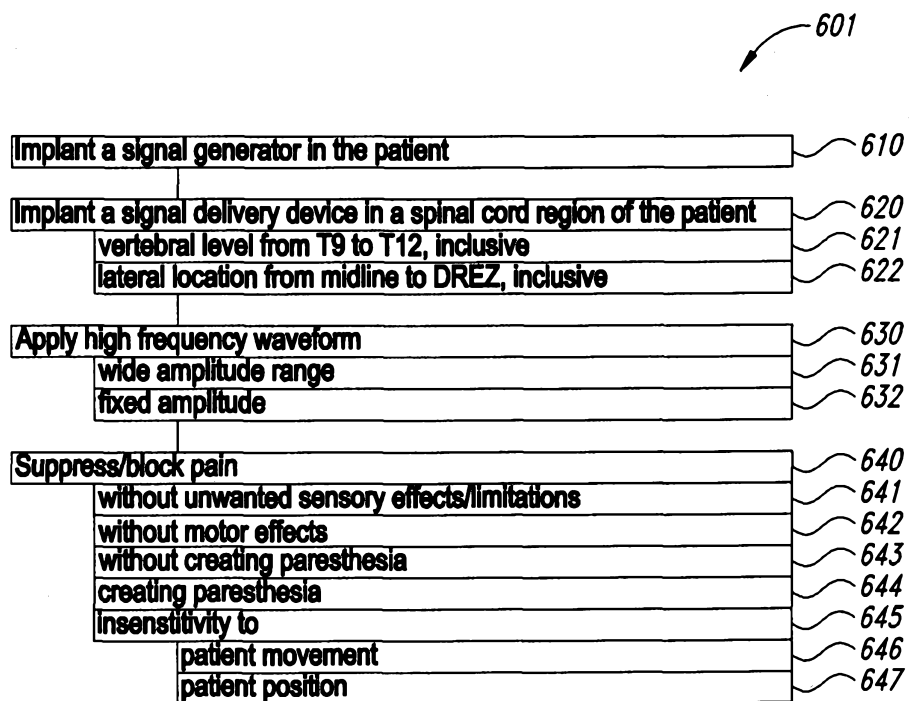 601
Implant a signal generator in the patient 610
Implant a signal delivery device in a spinal cord region of the patient 620
vertebral level from T9 to T12, inclusive 621
lateral location from midline to DREZ, inclusive 622
Apply high frequency waveform 630
wide amplitude range 631
fixed amplitude 632
Suppress/block pain 640
without unwanted sensory effects/limitations 641
without motor effects 642
without creating paresthesia 643
creating paresthesia 644
insenstitivity to 645
patient movement 646
patient position 647